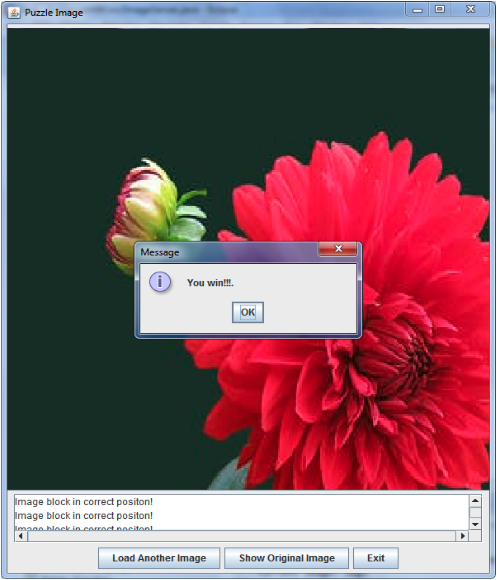 Puzzle Image
Message
You win!!!.
OK
Image block in correct positon!
Image block in correct positon!
Image block in correct positon!
Load Another Image
Show Original Image
Exit